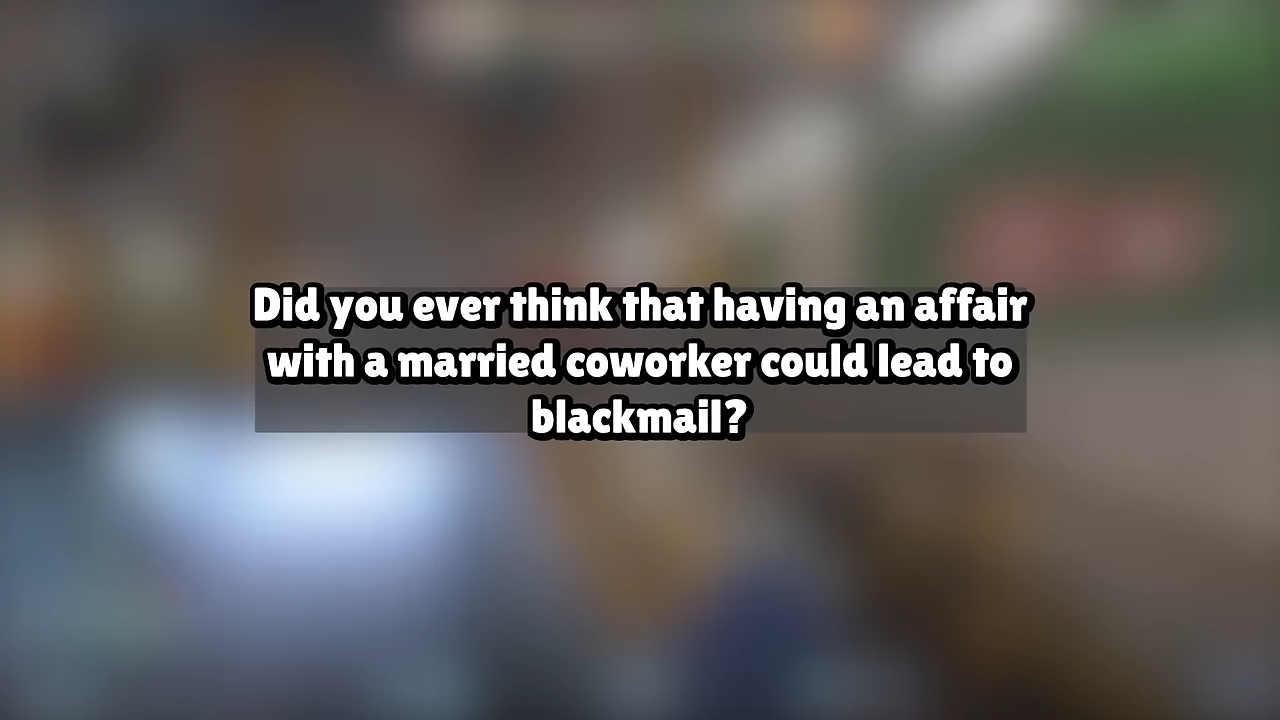 Did you ever think that having an affair
with a married coworker could lead to
blackmail?